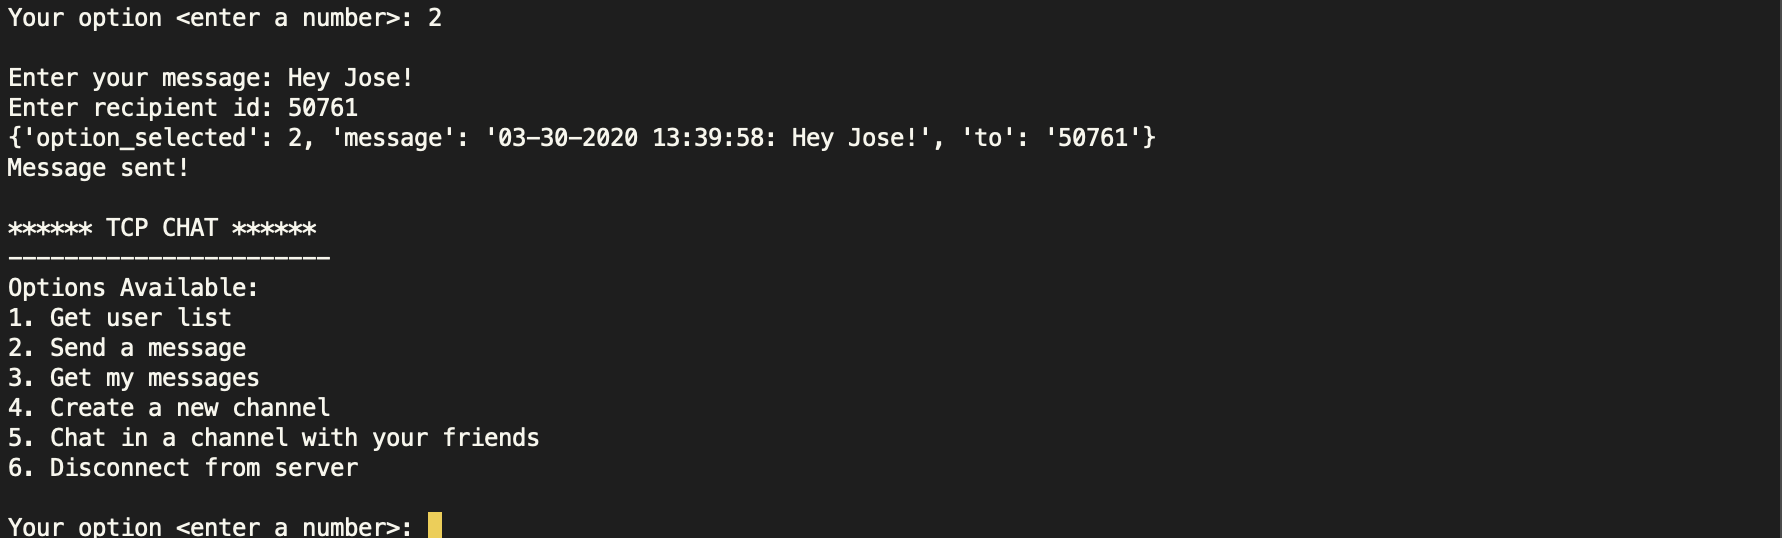 Your option <enter a number>: 2
Enter your message: Hey Jose!
Enter recipient id: 50761
{'option_selected': 2, 'message': '03-30-2020 13:39:58: Hey Jose!', 'to': '50761'}
Message sent!
****** TCP CHAT ******
-----------------------
Options Available:
1. Get user list
2. Send a message
3. Get my messages
4. Create a new channel
5. Chat in a channel with your friends
6. Disconnect from server
Your option <enter a number>: